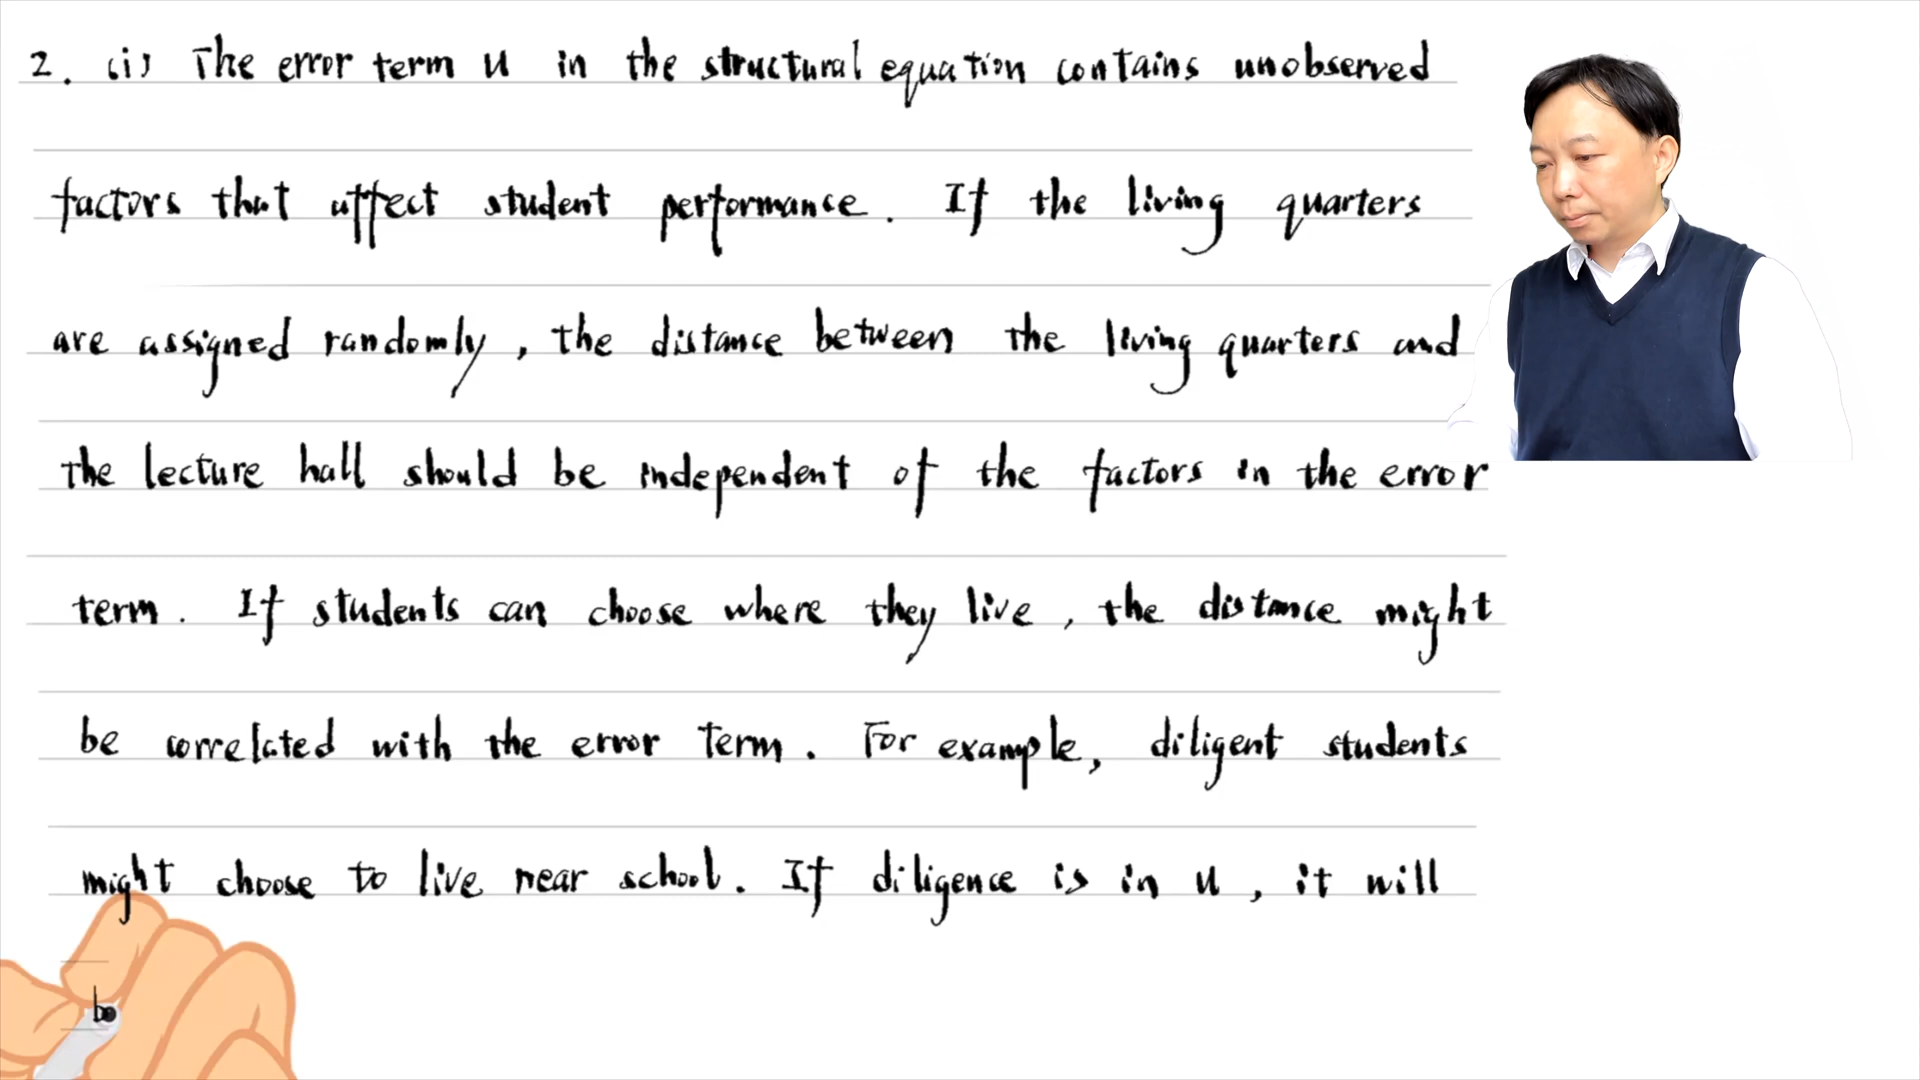 2. (i) The error term u in the structural equation contains unobserved
factors that affect student performance. If the living quarters
are assigned randomly, the distance between the living quarters and
the lecture hall should be independent of the factors in the error
term. If students can choose where they live, the distance might
be correlated with the error term. For example, diligent students
might choose to live near school. If diligence is in u, it will
be